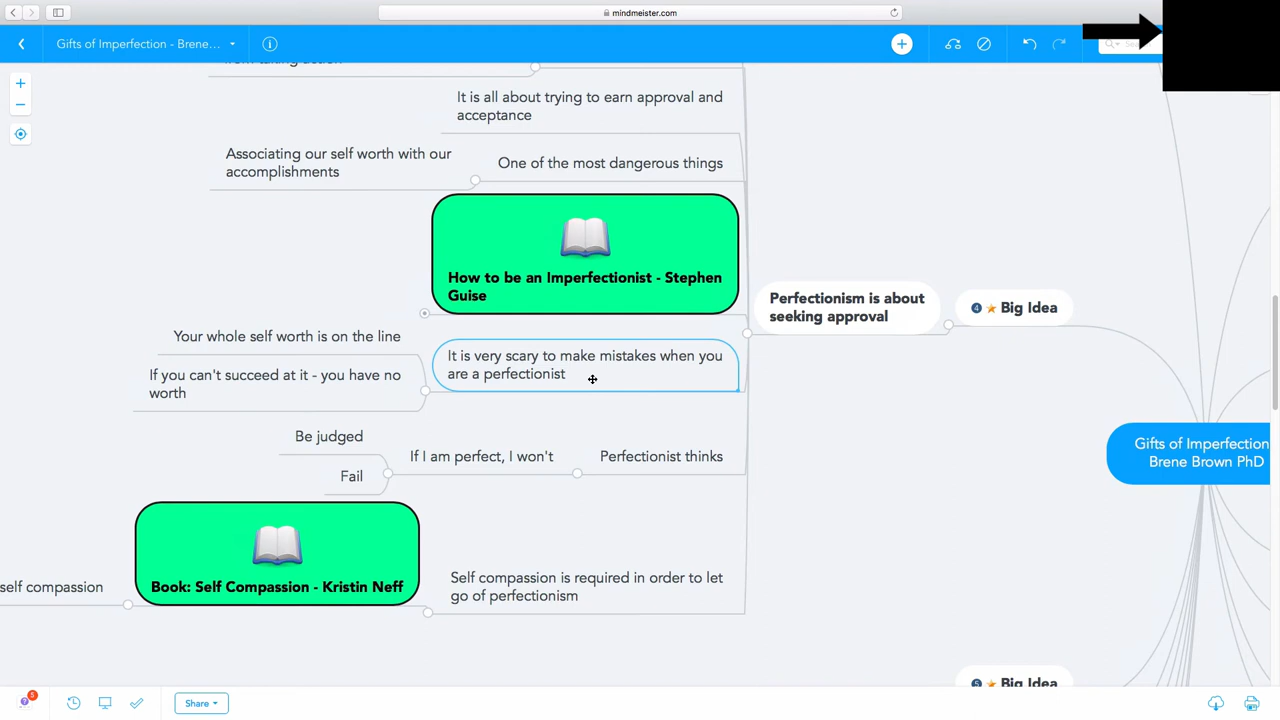 mindmeister.com
Gifts of Imperfection - Brene...
It is all about trying to earn approval and
acceptance
Associating our self worth with our
accomplishments
One of the most dangerous things
How to be an Imperfectionist - Stephen
Guise
Perfectionism is about
seeking approval
4
Big Idea
Your whole self worth is on the line
It is very scary to make mistakes when you
are a perfectionist
If you can't succeed at it - you have no
worth
Be judged
If I am perfect, I won't
Perfectionist thinks
Fail
Gifts of Imperfection
Brene Brown PhD
self compassion
Book: Self Compassion - Kristin Neff
Self compassion is required in order to let
go of perfectionism
5
Big Idea
5
Share